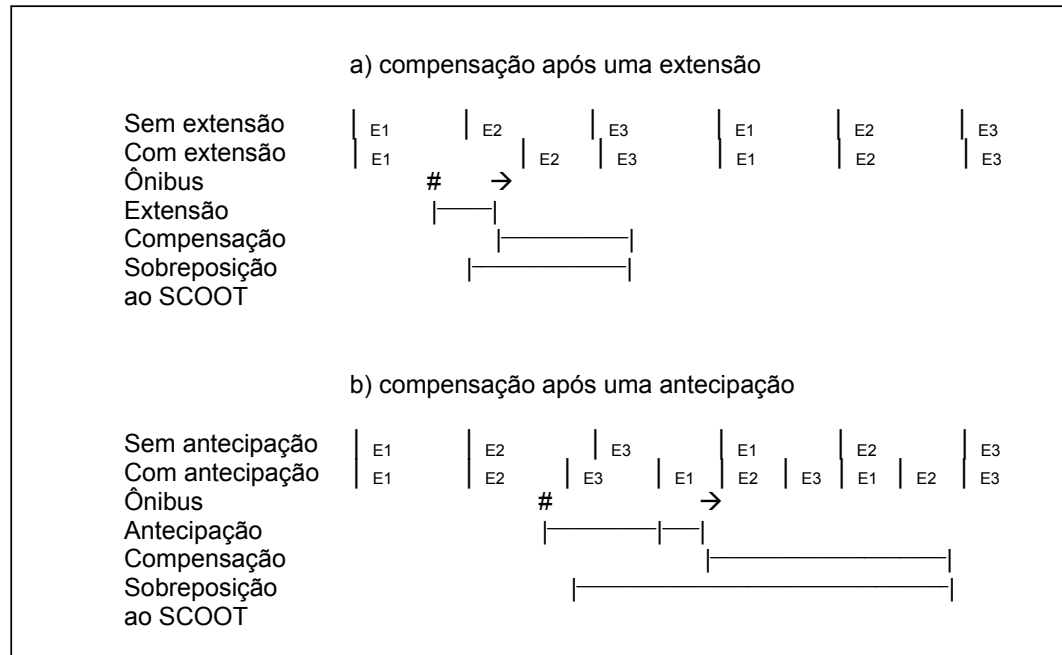 a) compensação após uma extensão
Sem extensão E1 E2 E3 E1 E2 E3
Com extensão E1 E2 E3 E1 E2 E3
Ônibus # →
Extensão
Compensação
Sobreposição
ao SCOOT
b) compensação após uma antecipação
Sem antecipação E1 E2 E3 E1 E2 E3
Com antecipação E1 E2 E3 E1 E2 E3 E1 E2 E3
Ônibus # →
Antecipação
Compensação
Sobreposição
ao SCOOT